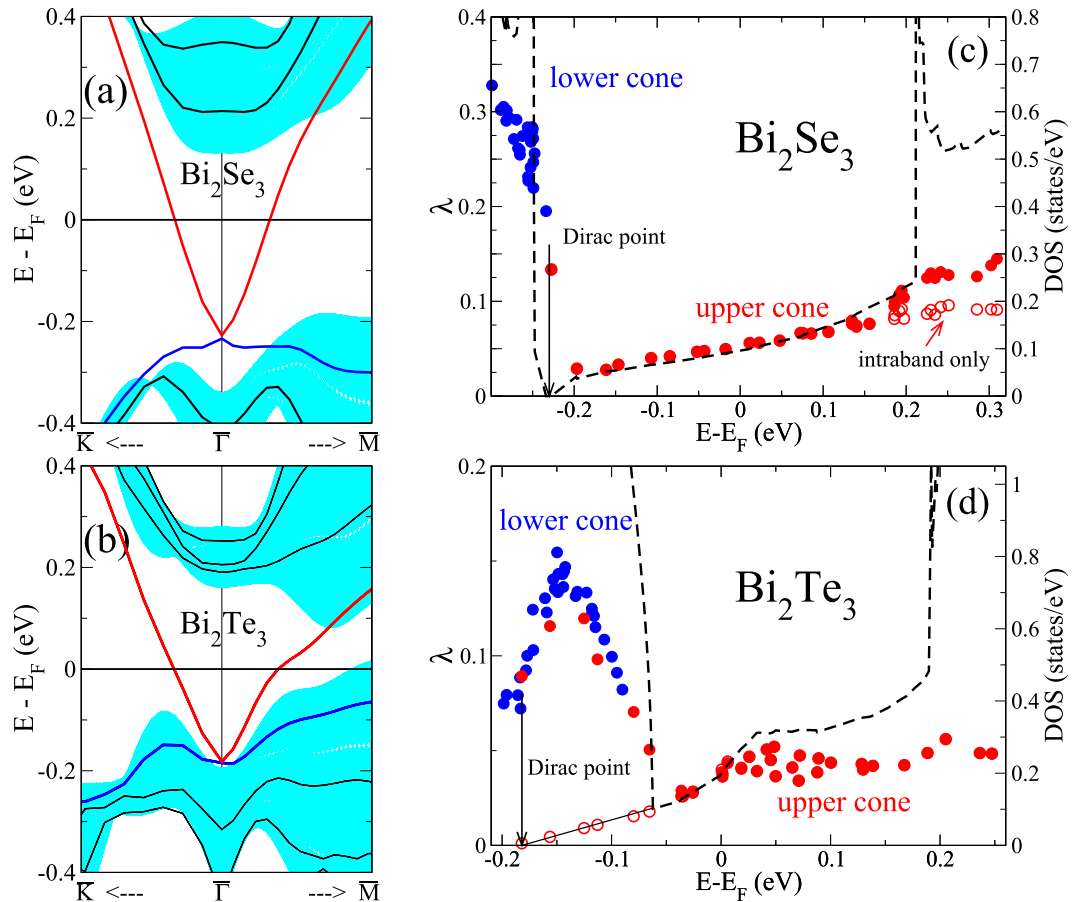 (a)
Bi2Se3
E - EF (eV)
0.4
0.2
0
-0.2
-0.4
K <--- Γ ---> M
(b)
Bi2Te3
E - EF (eV)
0.4
0.2
0
-0.2
-0.4
K <--- Γ ---> M
(c)
lower cone
Bi2Se3
Dirac point
upper cone
intraband only
λ
0.4
0.3
0.2
0.1
0
DOS (states/eV)
0.8
0.7
0.6
0.5
0.4
0.3
0.2
0.1
0
-0.2 -0.1 0 0.1 0.2 0.3
E-EF (eV)
(d)
lower cone
Bi2Te3
Dirac point
upper cone
λ
0.2
0.1
0
DOS (states/eV)
1
0.8
0.6
0.4
0.2
0
-0.2 -0.1 0 0.1 0.2
E-EF (eV)